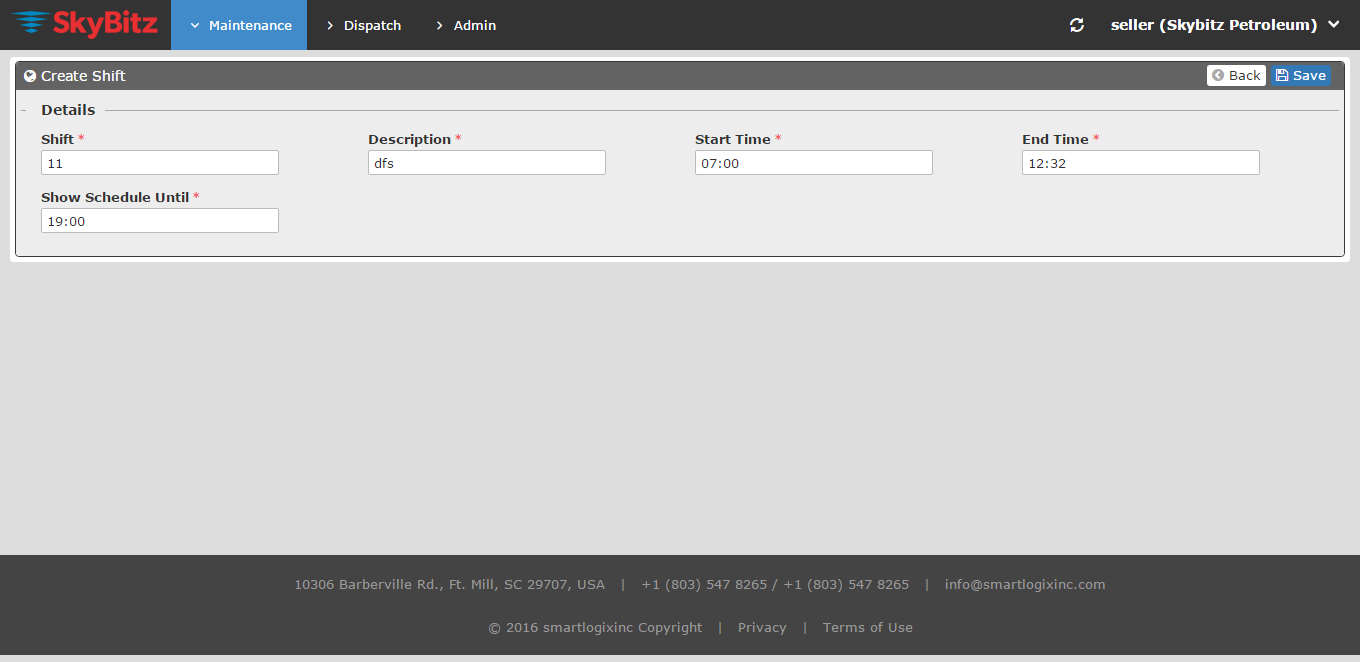 SkyBitz Maintenance Dispatch Admin seller (Skybitz Petroleum)
Create Shift Back Save
Details
Shift * Description * Start Time * End Time *
11 dfs 07:00 12:32
Show Schedule Until *
19:00
10306 Barberville Rd., Ft. Mill, SC 29707, USA | +1 (803) 547 8265 / +1 (803) 547 8265 | info@smartlogixinc.com
© 2016 smartlogixinc Copyright | Privacy | Terms of Use